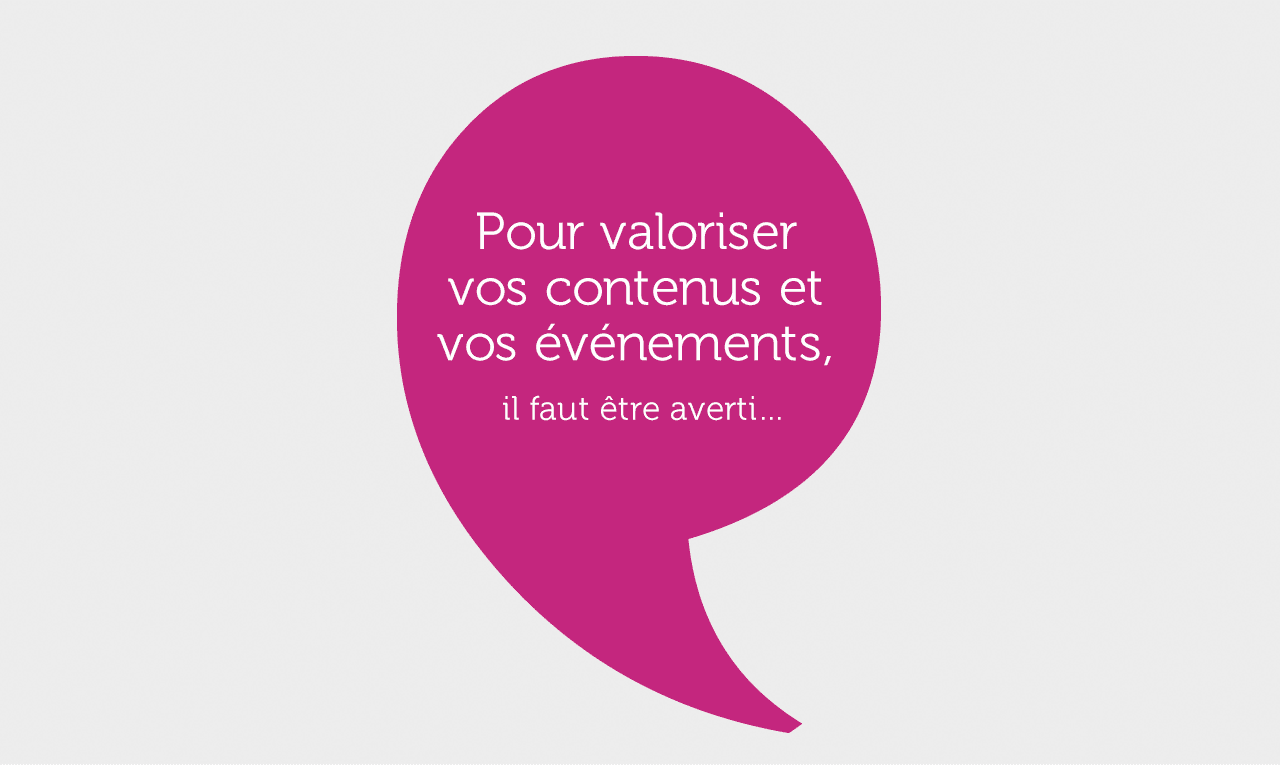 Pour valoriser
vos contenus et
vos événements,
il faut être averti...